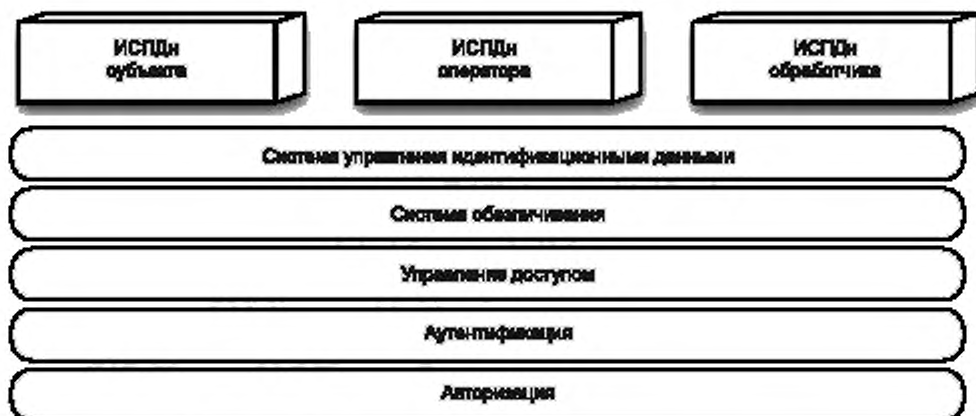 ИСПДн
субъекта
ИСПДн
оператора
ИСПДн
обработчика
Система управления идентификационными данными
Система обезличивания
Управление доступом
Аутентификация
Авторизация